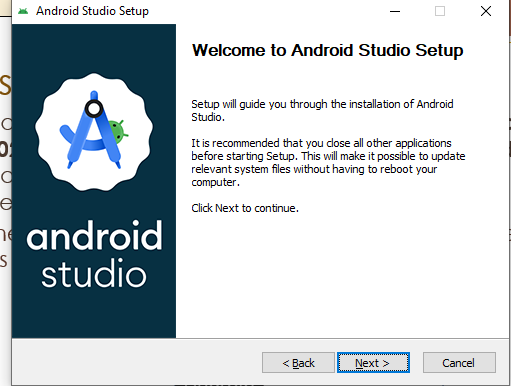 Android Studio Setup
Welcome to Android Studio Setup
Setup will guide you through the installation of Android
Studio.
It is recommended that you close all other applications
before starting Setup. This will make it possible to update
relevant system files without having to reboot your
computer.
Click Next to continue.
android
studio
< Back
Next >
Cancel